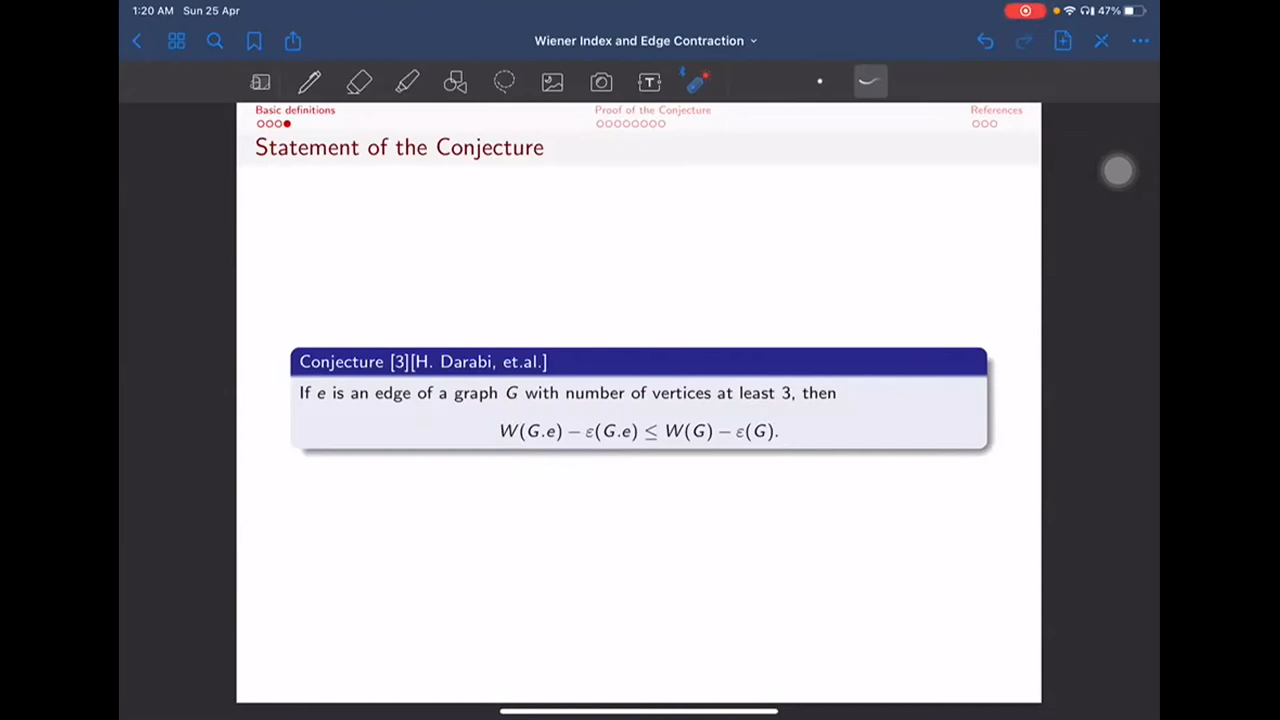 1:20 AM Sun 25 Apr
47%
Wiener Index and Edge Contraction
T
Basic definitions
Proof of the Conjecture
References
Statement of the Conjecture
Conjecture [3][H. Darabi, et.al.]
If e is an edge of a graph G with number of vertices at least 3, then
W(G.e) − ε(G.e) ≤ W(G) − ε(G).